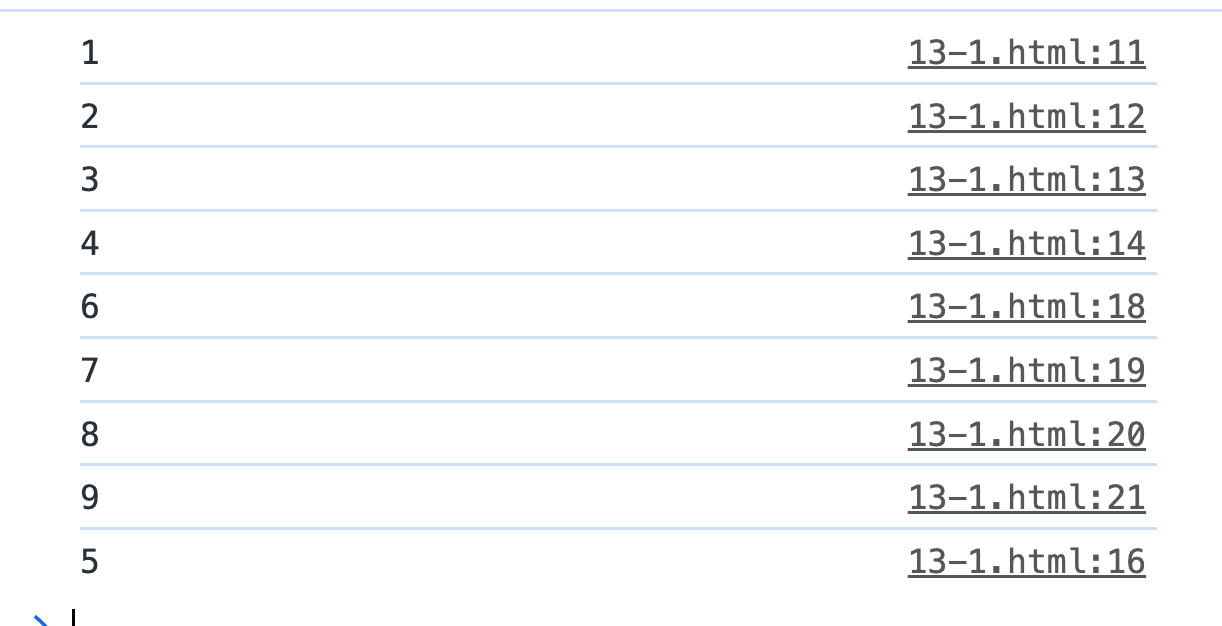 1 13-1.html:11
2 13-1.html:12
3 13-1.html:13
4 13-1.html:14
6 13-1.html:18
7 13-1.html:19
8 13-1.html:20
9 13-1.html:21
5 13-1.html:16